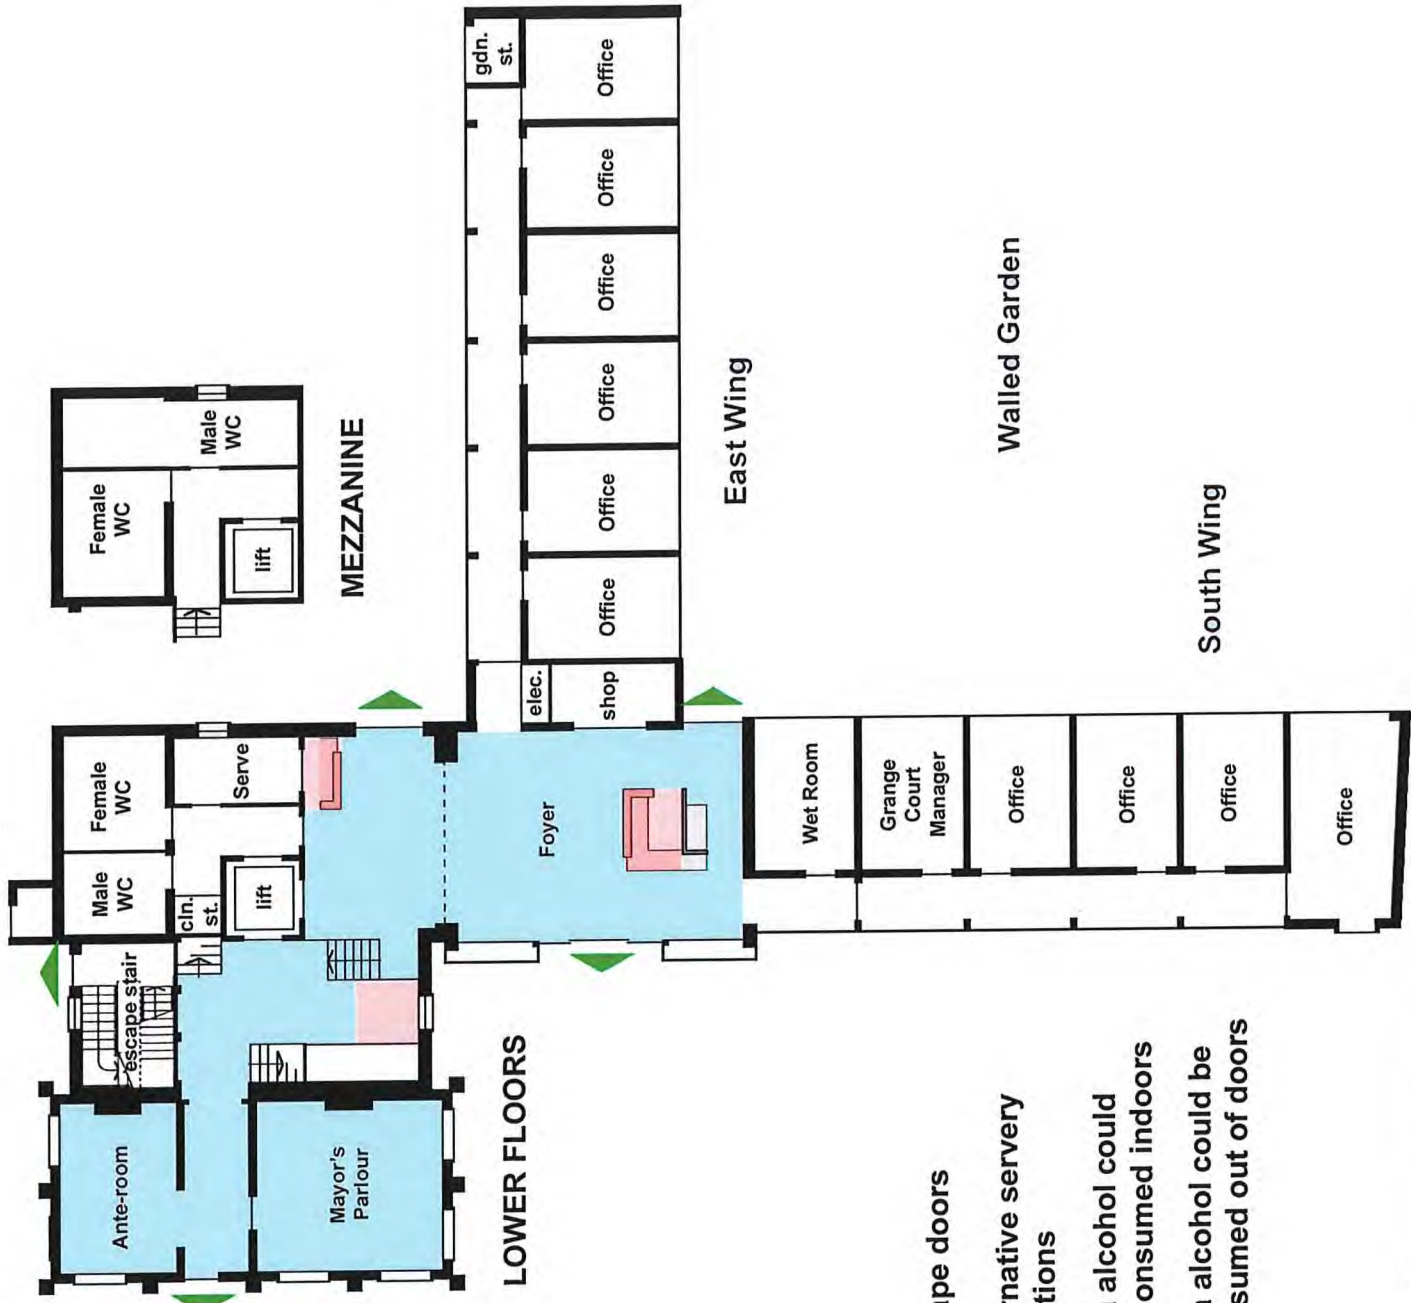 Ante-room
escape stair
Male
WC
Female
WC
cln.
st.
Serve
lift
Mayor's
Parlour
Female
WC
Male
WC
lift
MEZZANINE
LOWER FLOORS
Foyer
elec.
shop
gdn.
st.
Office
Office
Office
Office
Office
Office
East Wing
Wet Room
Grange
Court
Manager
Office
Office
Office
Office
Walled Garden
South Wing
ape doors
rnative servery
tions
a alcohol could
onsumed indoors
a alcohol could be
sumed out of doors